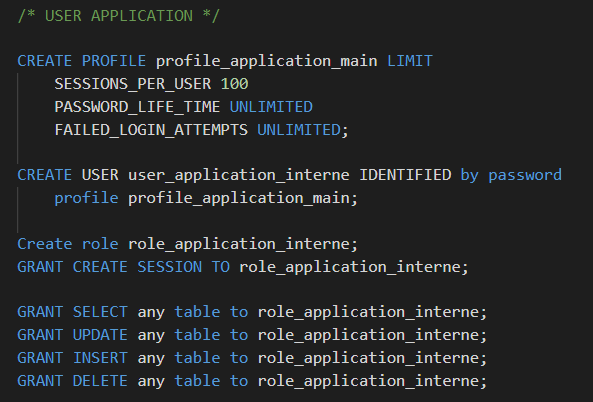 /* USER APPLICATION */
CREATE PROFILE profile_application_main LIMIT
SESSIONS_PER_USER 100
PASSWORD_LIFE_TIME UNLIMITED
FAILED_LOGIN_ATTEMPTS UNLIMITED;
CREATE USER user_application_interne IDENTIFIED by password
profile profile_application_main;
Create role role_application_interne;
GRANT CREATE SESSION TO role_application_interne;
GRANT SELECT any table to role_application_interne;
GRANT UPDATE any table to role_application_interne;
GRANT INSERT any table to role_application_interne;
GRANT DELETE any table to role_application_interne;